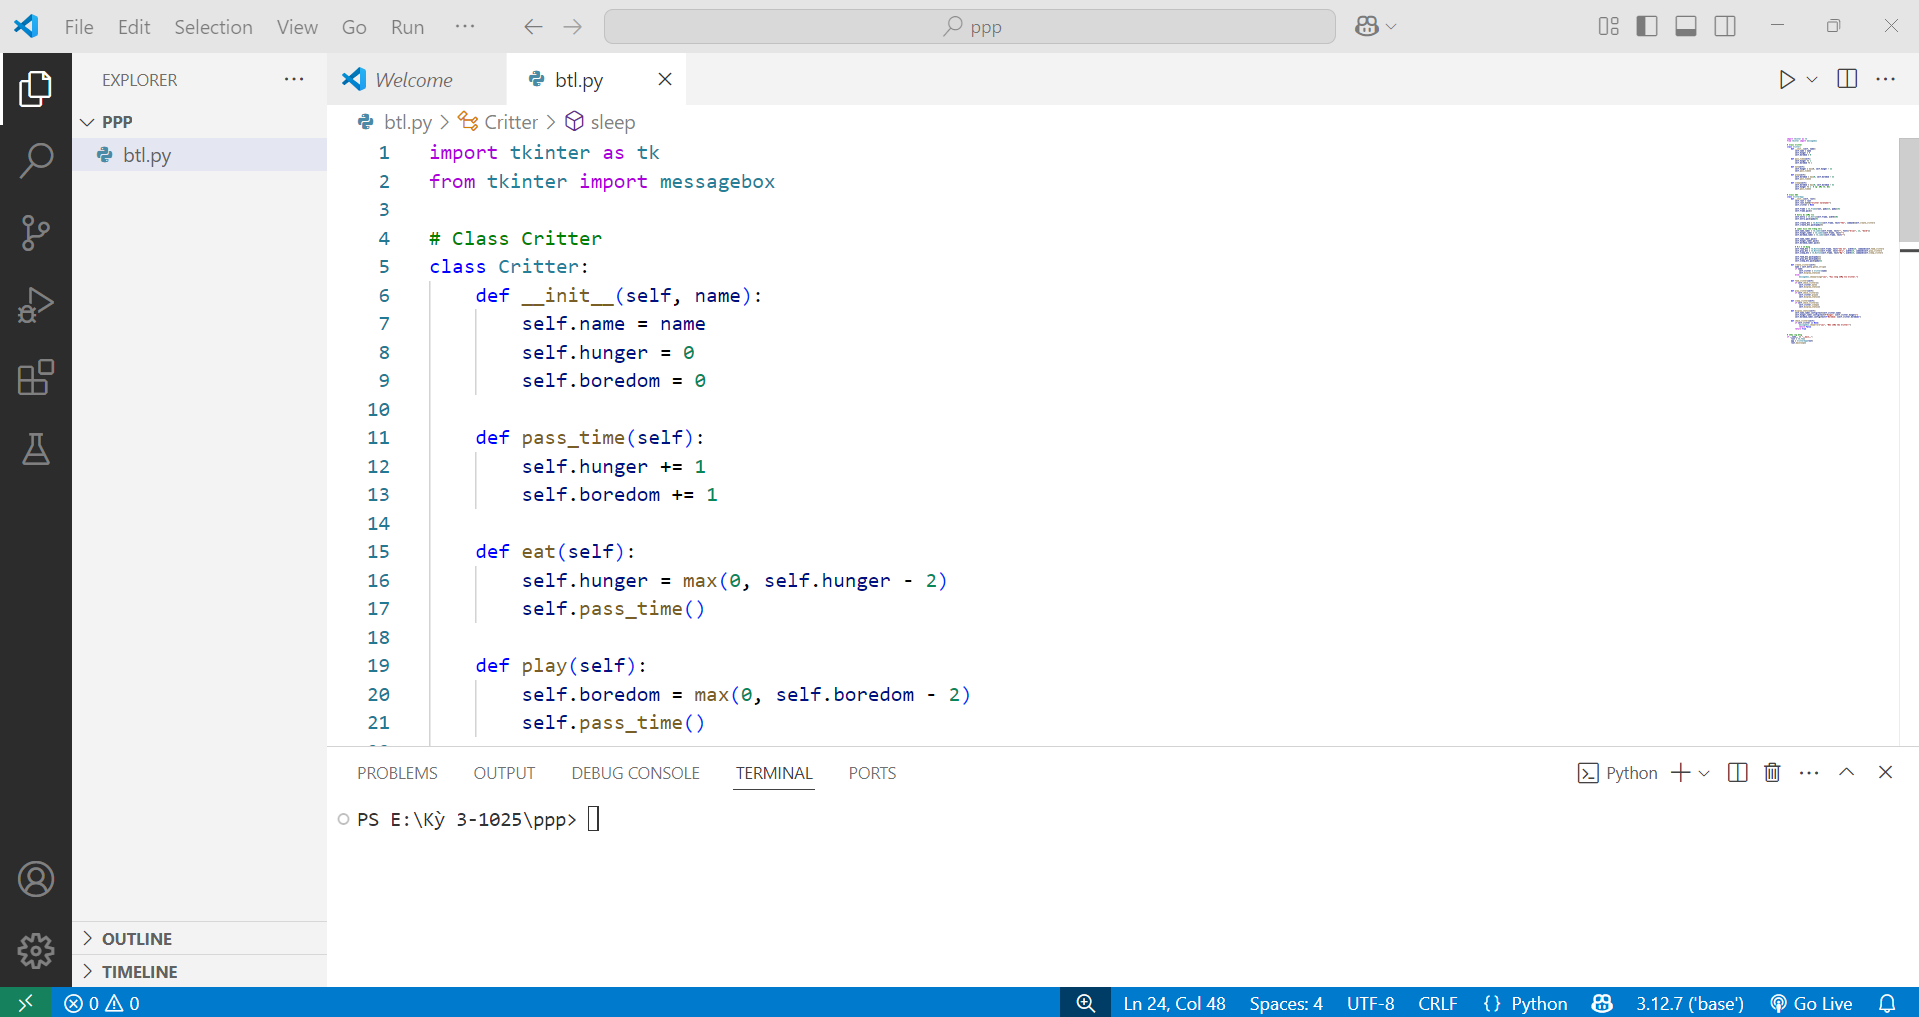 File Edit Selection View Go Run ··· ppp
EXPLORER ···
PPP
btl.py
OUTLINE
TIMELINE
Welcome btl.py
btl.py > Critter > sleep
1 import tkinter as tk
2 from tkinter import messagebox
3
4 # Class Critter
5 class Critter:
6 def __init__(self, name):
7 self.name = name
8 self.hunger = 0
9 self.boredom = 0
10
11 def pass_time(self):
12 self.hunger += 1
13 self.boredom += 1
14
15 def eat(self):
16 self.hunger = max(0, self.hunger - 2)
17 self.pass_time()
18
19 def play(self):
20 self.boredom = max(0, self.boredom - 2)
21 self.pass_time()
PROBLEMS OUTPUT DEBUG CONSOLE TERMINAL PORTS Python
PS E:\Kỳ 3-1025\ppp>
0 0 Ln 24, Col 48 Spaces: 4 UTF-8 CRLF {} Python 3.12.7 ('base') Go Live